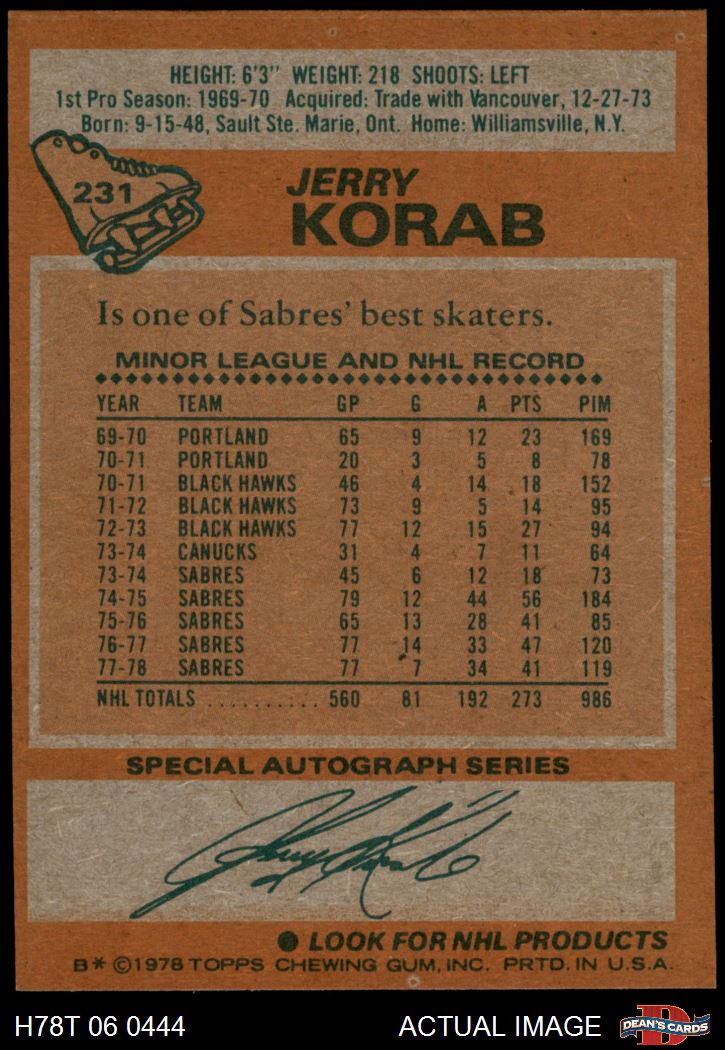 HEIGHT: 6'3" WEIGHT: 218 SHOOTS: LEFT
1st Pro Season: 1969-70 Acquired: Trade with Vancouver, 12-27-73
Born: 9-15-48, Sault Ste. Marie, Ont. Home: Williamsville, N.Y.
231
JERRY
KORAB
Is one of Sabres' best skaters.
MINOR LEAGUE AND NHL RECORD
YEAR TEAM GP G A PTS PIM
69-70 PORTLAND 65 9 12 23 169
70-71 PORTLAND 20 3 5 8 78
70-71 BLACK HAWKS 46 4 14 18 152
71-72 BLACK HAWKS 73 9 5 14 95
72-73 BLACK HAWKS 77 12 15 27 94
73-74 CANUCKS 31 4 7 11 64
73-74 SABRES 45 6 12 18 73
74-75 SABRES 79 12 44 56 184
75-76 SABRES 65 13 28 41 85
76-77 SABRES 77 14 33 47 120
77-78 SABRES 77 7 34 41 119
NHL TOTALS .......... 560 81 192 273 986
SPECIAL AUTOGRAPH SERIES
Jerry Korab
● LOOK FOR NHL PRODUCTS
B* ©1978 TOPPS CHEWING GUM, INC. PRTD. IN U.S.A.
H78T 06 0444 ACTUAL IMAGE D DEAN'S CARDS